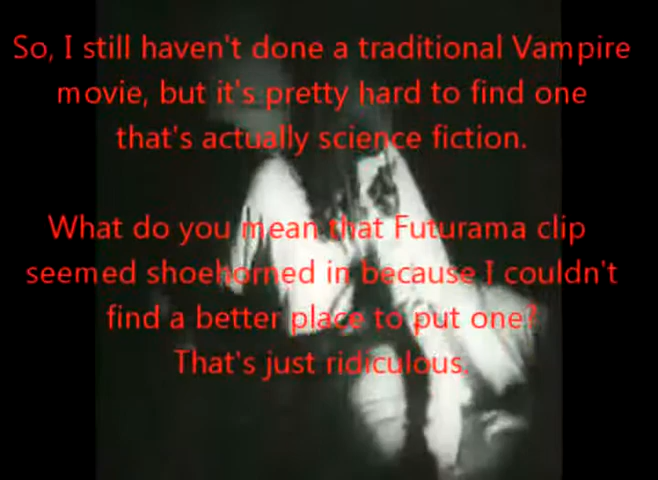 So, I still haven't done a traditional Vampire
movie, but it's pretty hard to find one
that's actually science fiction.
What do you mean that Futurama clip
seemed shoehorned in because I couldn't
find a better place to put one?
That's just ridiculous.